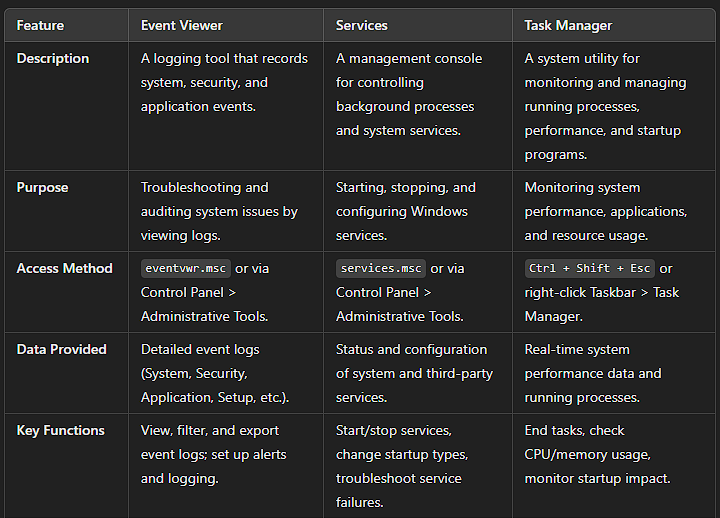 Feature Event Viewer Services Task Manager
Description
A logging tool that records
system, security, and
application events.
A management console
for controlling
background processes
and system services.
A system utility for
monitoring and managing
running processes,
performance, and startup
programs.
Purpose
Troubleshooting and
auditing system issues by
viewing logs.
Starting, stopping, and
configuring Windows
services.
Monitoring system
performance, applications,
and resource usage.
Access Method
eventvwr.msc or via
Control Panel >
Administrative Tools.
services.msc or via
Control Panel >
Administrative Tools.
Ctrl + Shift + Esc or
right-click Taskbar > Task
Manager.
Data Provided
Detailed event logs
(System, Security,
Application, Setup, etc.).
Status and configuration
of system and third-party
services.
Real-time system
performance data and
running processes.
Key Functions
View, filter, and export
event logs; set up alerts
and logging.
Start/stop services,
change startup types,
troubleshoot service
failures.
End tasks, check
CPU/memory usage,
monitor startup impact.